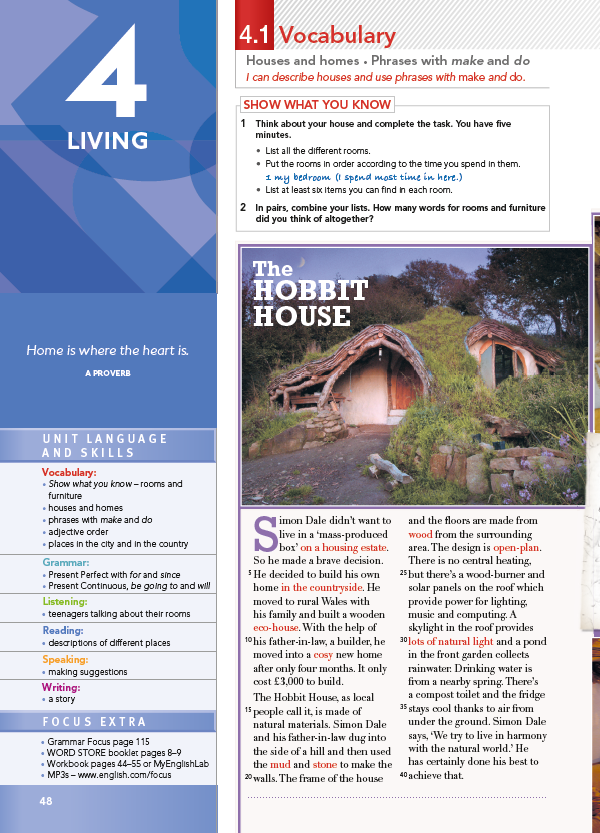 4
LIVING
Home is where the heart is.
A PROVERB
UNIT LANGUAGE
AND SKILLS
Vocabulary:
• Show what you know – rooms and
furniture
• houses and homes
• phrases with make and do
• adjective order
• places in the city and in the country
Grammar:
• Present Perfect with for and since
• Present Continuous, be going to and will
Listening:
• teenagers talking about their rooms
Reading:
• descriptions of different places
Speaking:
• making suggestions
Writing:
• a story
FOCUS EXTRA
• Grammar Focus page 115
• WORD STORE booklet pages 8–9
• Workbook pages 44–55 or MyEnglishLab
• MP3s – www.english.com/focus
48
4.1 Vocabulary
Houses and homes • Phrases with make and do
I can describe houses and use phrases with make and do.
SHOW WHAT YOU KNOW
1 Think about your house and complete the task. You have five
minutes.
• List all the different rooms.
• Put the rooms in order according to the time you spend in them.
1 my bedroom (I spend most time in here.)
• List at least six items you can find in each room.
2 In pairs, combine your lists. How many words for rooms and furniture
did you think of altogether?
The
HOBBIT
HOUSE
Simon Dale didn't want to
live in a 'mass-produced
box' on a housing estate.
So he made a brave decision.
5 He decided to build his own
home in the countryside. He
moved to rural Wales with
his family and built a wooden
eco-house. With the help of
10 his father-in-law, a builder, he
moved into a cosy new home
after only four months. It only
cost £3,000 to build.
The Hobbit House, as local
15 people call it, is made of
natural materials. Simon Dale
and his father-in-law dug into
the side of a hill and then used
the mud and stone to make the
20 walls. The frame of the house
and the floors are made from
wood from the surrounding
area. The design is open-plan.
There is no central heating,
25 but there's a wood-burner and
solar panels on the roof which
provide power for lighting,
music and computing. A
skylight in the roof provides
30 lots of natural light and a pond
in the front garden collects
rainwater. Drinking water is
from a nearby spring. There's
a compost toilet and the fridge
35 stays cool thanks to air from
under the ground. Simon Dale
says, 'We try to live in harmony
with the natural world.' He
has certainly done his best to
40 achieve that.